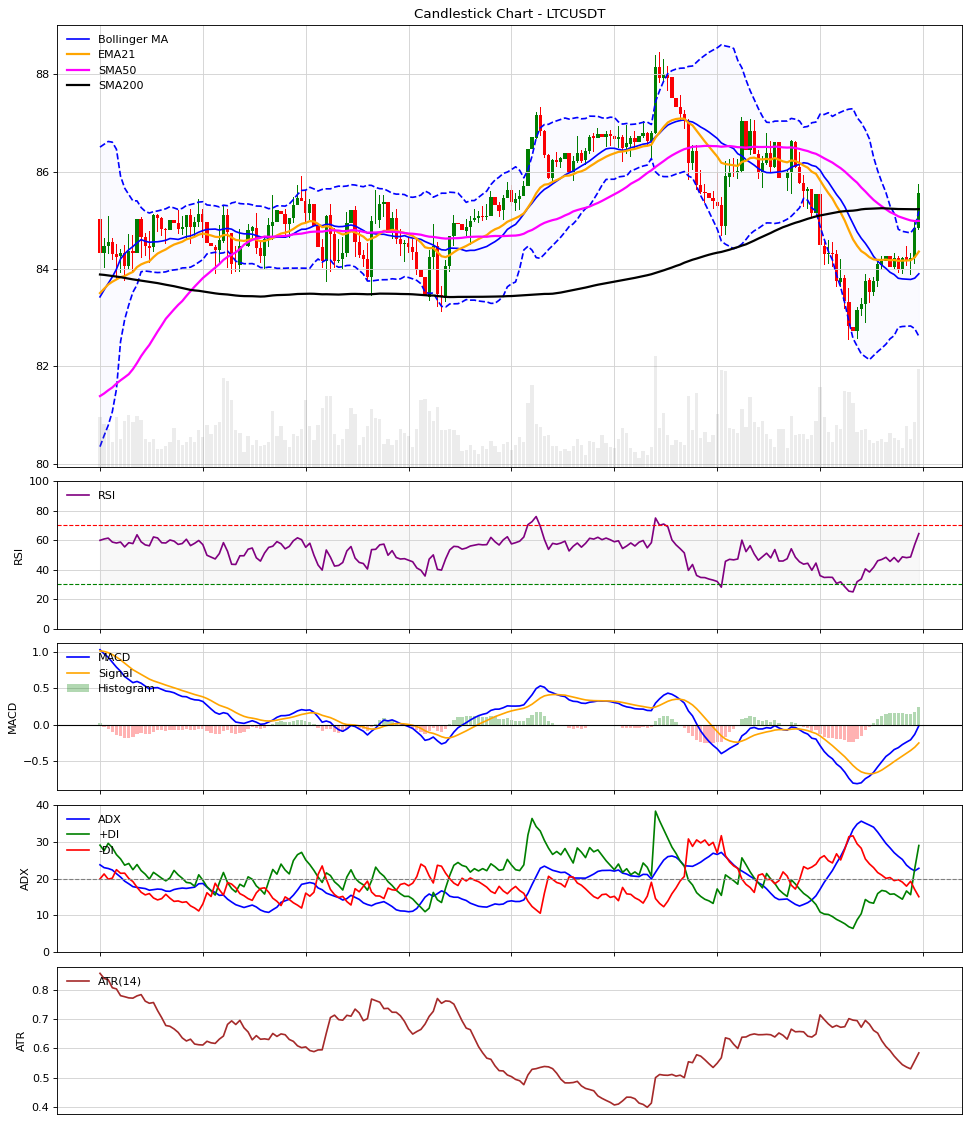 Candlestick Chart - LTCUSDT
Bollinger MA
EMA21
SMA50
SMA200
88
86
84
82
80
RSI
100
80
60
40
20
0
RSI
MACD
Signal
Histogram
1.0
0.5
0.0
−0.5
MACD
ADX
+DI
-DI
40
30
20
10
0
ADX
ATR(14)
0.8
0.7
0.6
0.5
0.4
ATR